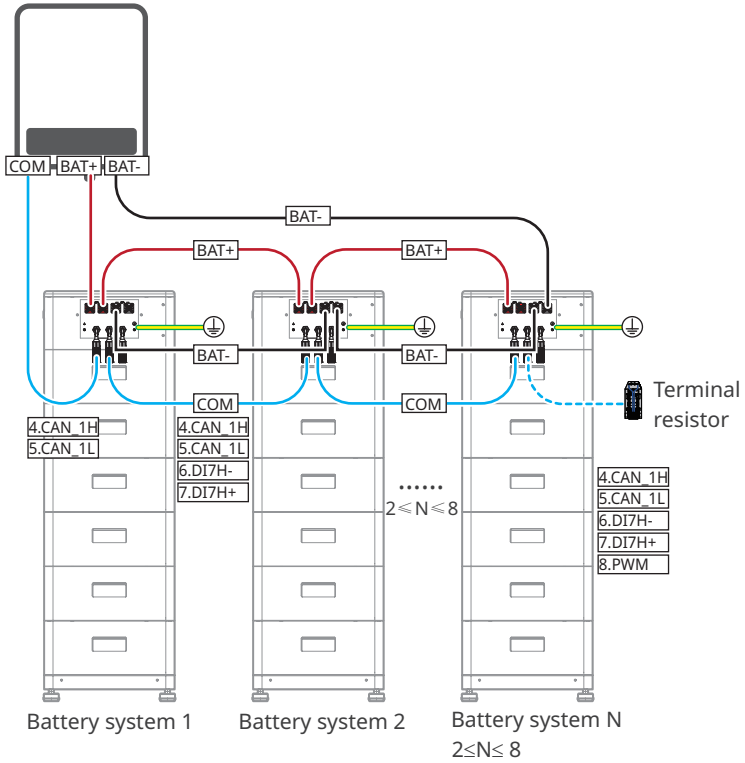 COM BAT+ BAT-
BAT-
BAT+ BAT+
BAT- BAT-
COM COM
Terminal
resistor
4.CAN_1H
5.CAN_1L
4.CAN_1H
5.CAN_1L
6.DI7H-
7.DI7H+
......
2≤N≤8
4.CAN_1H
5.CAN_1L
6.DI7H-
7.DI7H+
8.PWM
Battery system 1
Battery system 2
Battery system N
2≤N≤ 8